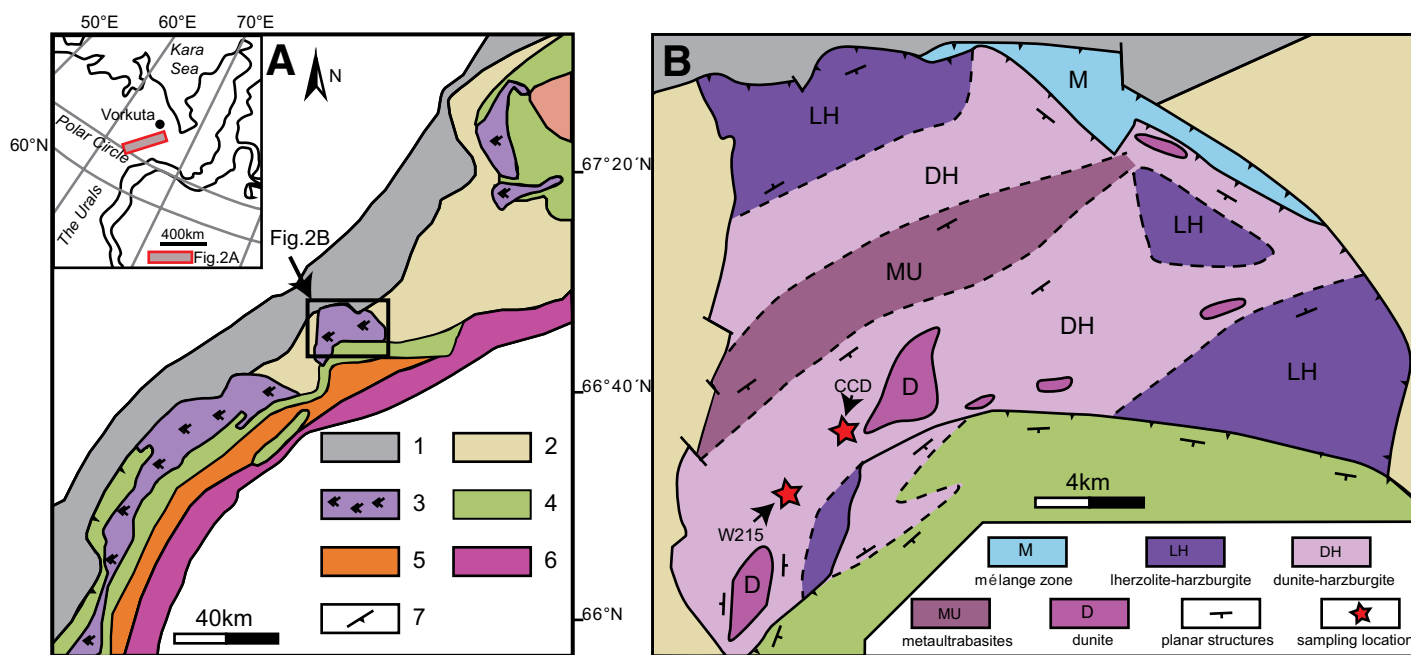 50°E 60°E 70°E
Kara
Sea
A
N
Vorkuta
60°N
Polar Circle
The Urals
400km
Fig.2A
Fig.2B
67°20´N
66°40´N
66°N
1
2
3
4
5
6
7
40km
B
M
LH
DH
LH
MU
DH
LH
D
CCD
W215
D
4km
M
mélange zone
LH
lherzolite-harzburgite
DH
dunite-harzburgite
MU
metaultrabasites
D
dunite
planar structures
sampling location